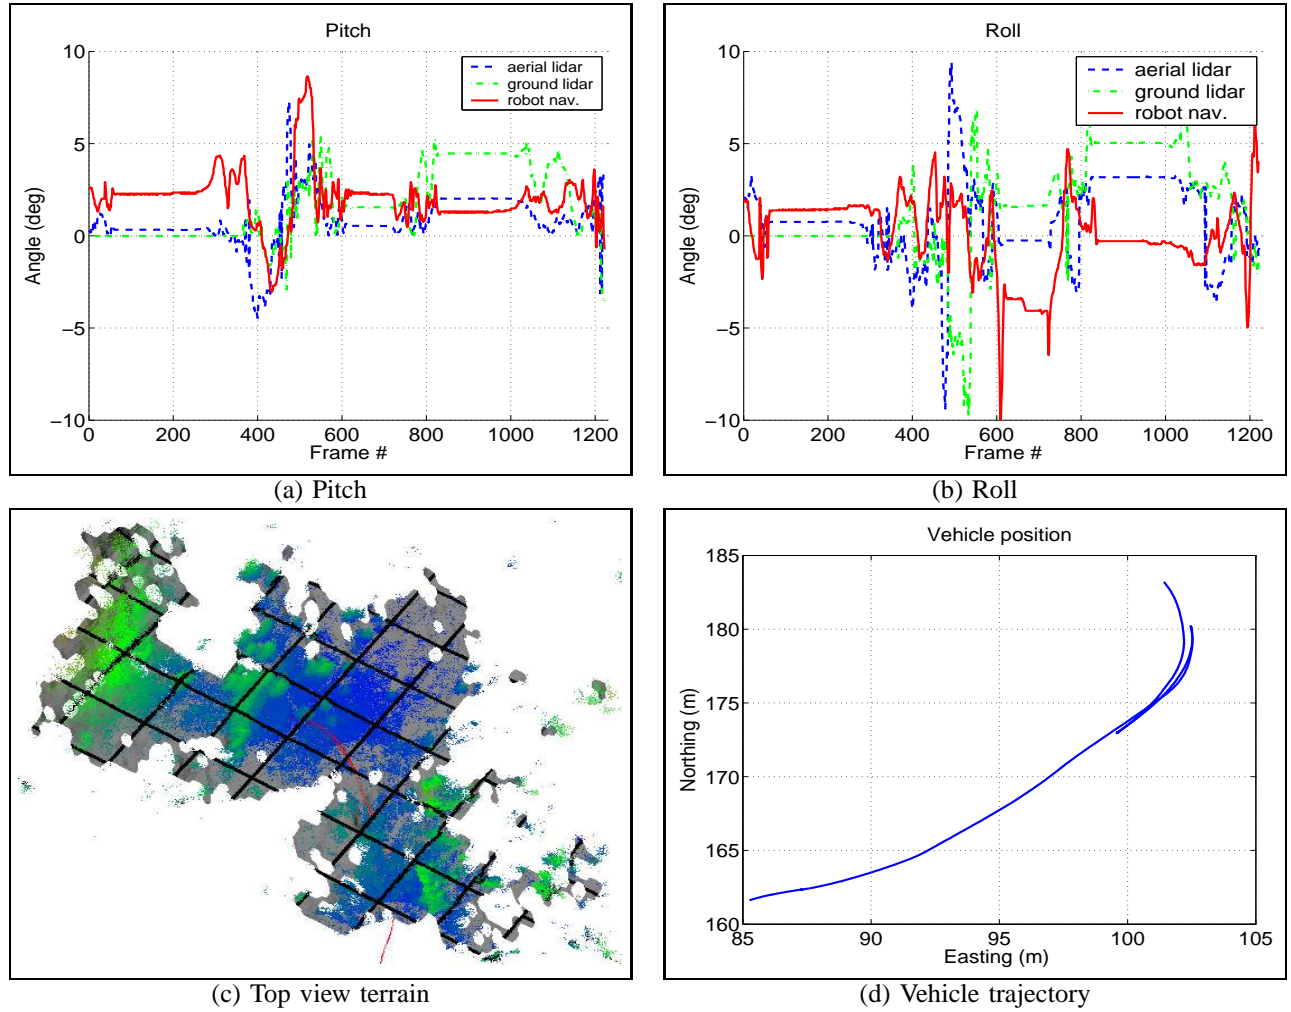 Pitch
10
5
0
−5
−10
Angle (deg)
aerial lidar
ground lidar
robot nav.
0 200 400 600 800 1000 1200
Frame #
(a) Pitch
Roll
10
5
0
−5
−10
Angle (deg)
aerial lidar
ground lidar
robot nav.
0 200 400 600 800 1000 1200
Frame #
(b) Roll
(c) Top view terrain
Vehicle position
185
180
175
170
165
160
Northing (m)
85 90 95 100 105
Easting (m)
(d) Vehicle trajectory